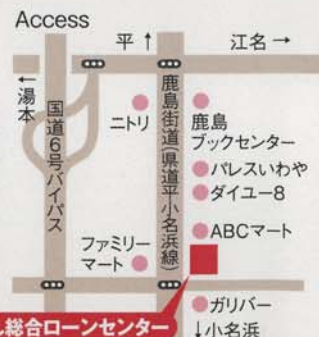 Access
平 ↑
江名 →
←
湯本
国道6号バイパス
ニトリ
鹿島街道(県道平小名浜線)
鹿島
ブックセンター
パレスいわや
ダイユー8
ABCマート
ファミリー
マート
総合ローンセンター
ガリバー
↓小名浜